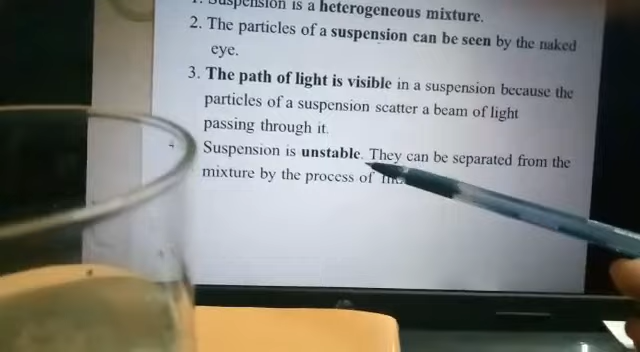 1. Suspension is a heterogeneous mixture.
2. The particles of a suspension can be seen by the naked
eye.
3. The path of light is visible in a suspension because the
particles of a suspension scatter a beam of light
passing through it.
Suspension is unstable. They can be separated from the
mixture by the process of